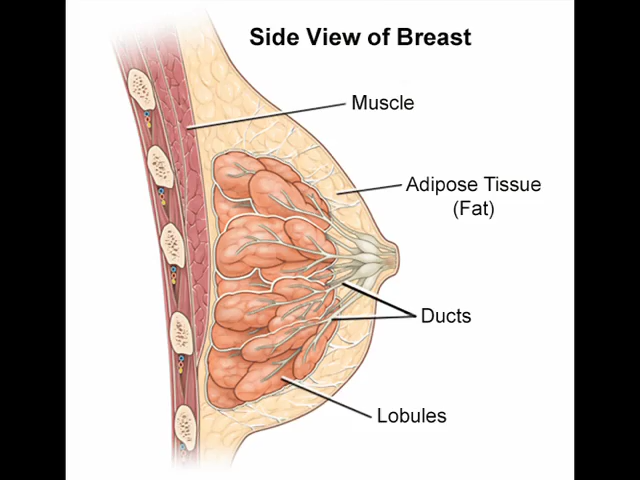 Side View of Breast
Muscle
Adipose Tissue
(Fat)
Ducts
Lobules